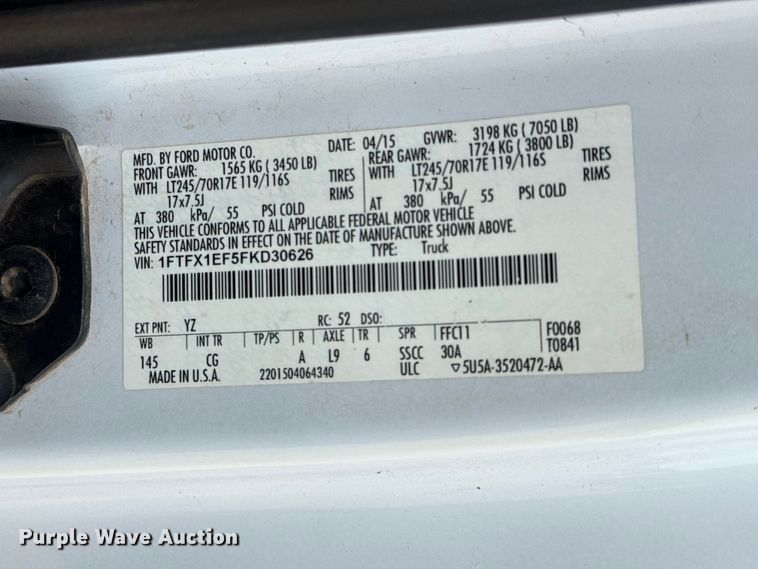 MFD. BY FORD MOTOR CO. DATE: 04/15 GVWR: 3198 KG ( 7050 LB)
FRONT GAWR: 1565 KG ( 3450 LB) REAR GAWR: 1724 KG ( 3800 LB)
WITH LT245/70R17E 119/116S TIRES WITH LT245/70R17E 119/116S TIRES
17x7.5J RIMS 17x7.5J RIMS
AT 380 kPa/ 55 PSI COLD AT 380 kPa/ 55 PSI COLD
THIS VEHICLE CONFORMS TO ALL APPLICABLE FEDERAL MOTOR VEHICLE
SAFETY STANDARDS IN EFFECT ON THE DATE OF MANUFACTURE SHOWN ABOVE.
VIN: 1FTFX1EF5FKD30626 TYPE: Truck
EXT PNT: YZ RC: 52 DSO:
WB INT TR TP/PS R AXLE TR SPR FFC11 F0068
145 CG A L9 6 SSCC 30A T0841
MADE IN U.S.A. 2201504064340 ULC ▽5U5A-3520472-AA
Purple Wave Auction